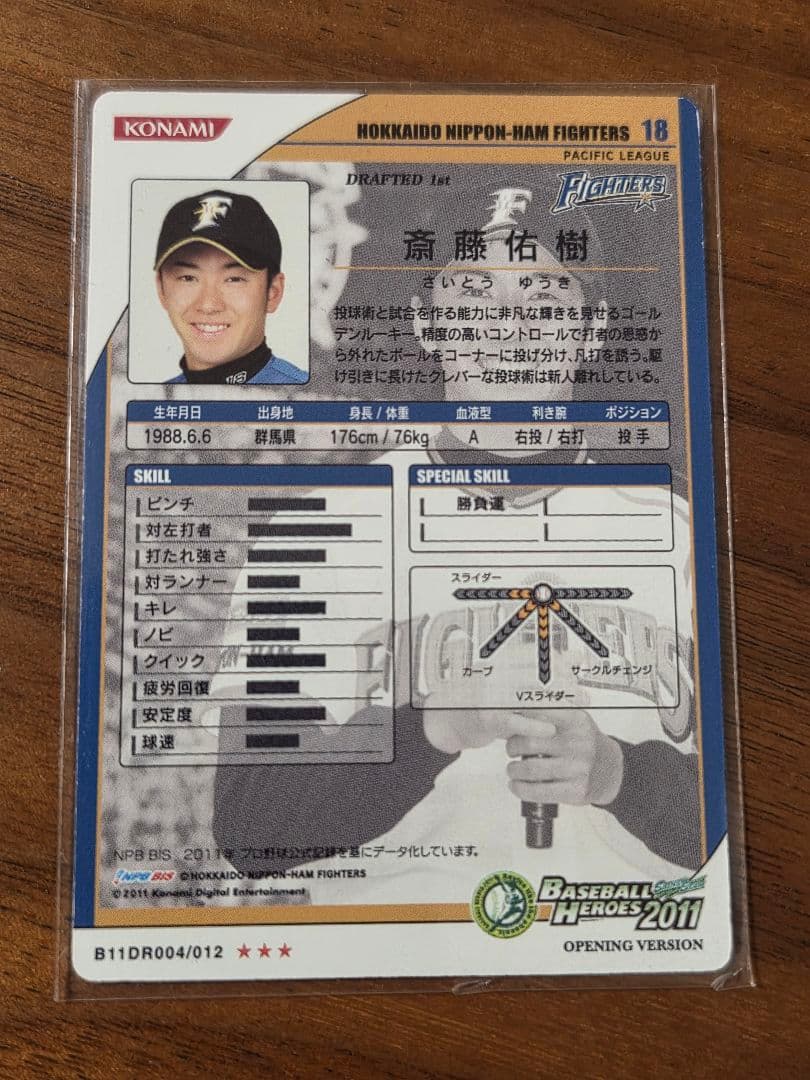 KONAMI
HOKKAIDO NIPPON-HAM FIGHTERS 18
PACIFIC LEAGUE
DRAFTED 1st
FIGHTERS
斎藤佑樹
さいとう ゆうき
投球術と試合を作る能力に非凡な輝きを見せるゴール
デンルーキー。精度の高いコントロールで打者の思惑か
ら外れたボールをコーナーに投げ分け、凡打を誘う。駆
け引きに長けたクレバーな投球術は新人離れしている。
生年月日 出身地 身長 / 体重 血液型 利き腕 ポジション
1988.6.6 群馬県 176cm / 76kg A 右投 / 右打 投手
SKILL
ピンチ
対左打者
打たれ強さ
対ランナー
キレ
ノビ
クイック
疲労回復
安定度
球速
SPECIAL SKILL
勝負運
スライダー
カーブ
サークルチェンジ
Vスライダー
NPB BIS 2011年 プロ野球公式記録を基にデータ化しています。
NPB BIS ©HOKKAIDO NIPPON-HAM FIGHTERS
©2011 Konami Digital Entertainment
BASEBALL HEROES 2011
OPENING VERSION
B11DR004/012 ★★★